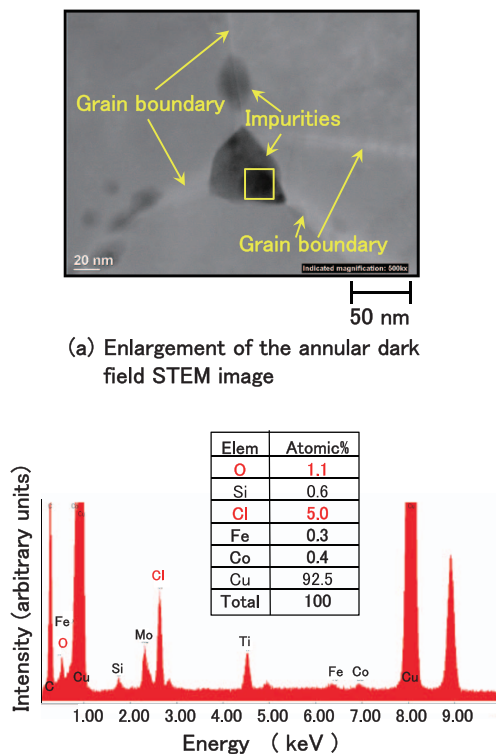 Grain boundary
Impurities
Grain boundary
20 nm
Indicated magnification: 500kx
50 nm
(a) Enlargement of the annular dark
field STEM image
Elem Atomic%
O 1.1
Si 0.6
Cl 5.0
Fe 0.3
Co 0.4
Cu 92.5
Total 100
Intensity (arbitrary units)
Fe
O
C
Cu
Si
Mo
Cl
Ti
Fe
Co
Cu
1.00 2.00 3.00 4.00 5.00 6.00 7.00 8.00 9.00
Energy ( keV)